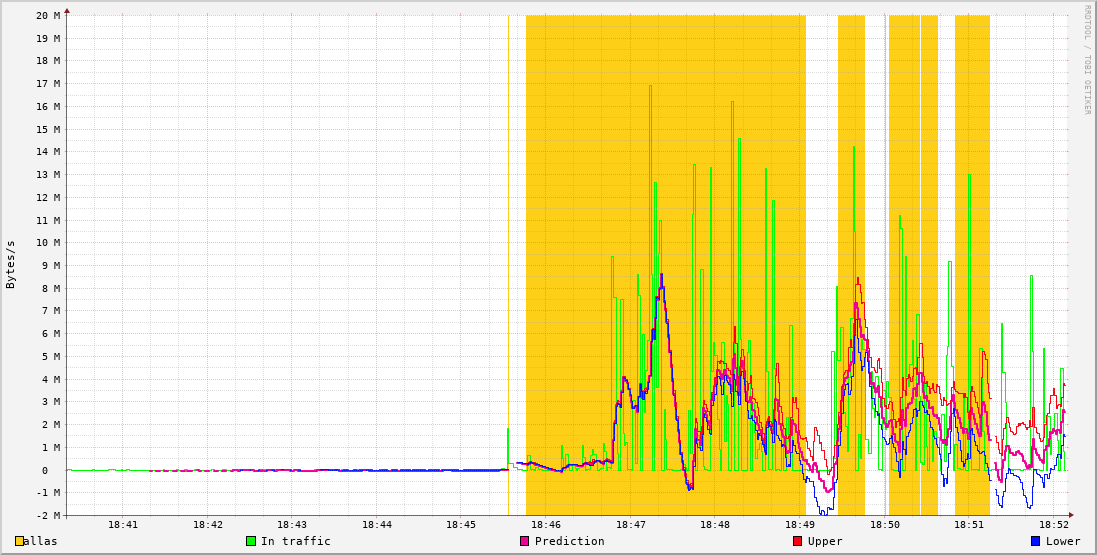 20 M
19 M
18 M
17 M
16 M
15 M
14 M
13 M
12 M
11 M
10 M
9 M
8 M
7 M
6 M
5 M
4 M
3 M
2 M
1 M
0
-1 M
-2 M
Bytes/s
RRDTOOL / TOBI OETIKER
18:41 18:42 18:43 18:44 18:45 18:46 18:47 18:48 18:49 18:50 18:51 18:52
allas In traffic Prediction Upper Lower